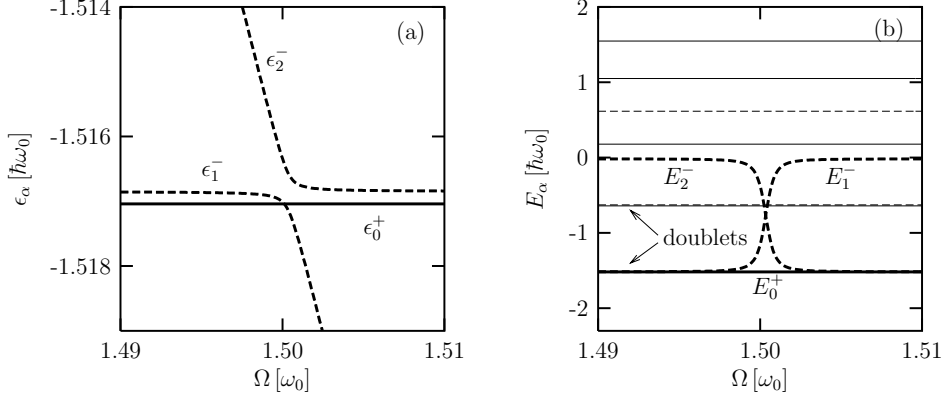 -1.514
-1.516
-1.518
ϵ_α [ħω₀]
(a)
ϵ₂⁻
ϵ₁⁻
ϵ₀⁺
1.49
1.50
1.51
Ω [ω₀]
2
1
0
-1
-2
E_α [ħω₀]
(b)
E₂⁻
E₁⁻
doublets
E₀⁺
1.49
1.50
1.51
Ω [ω₀]